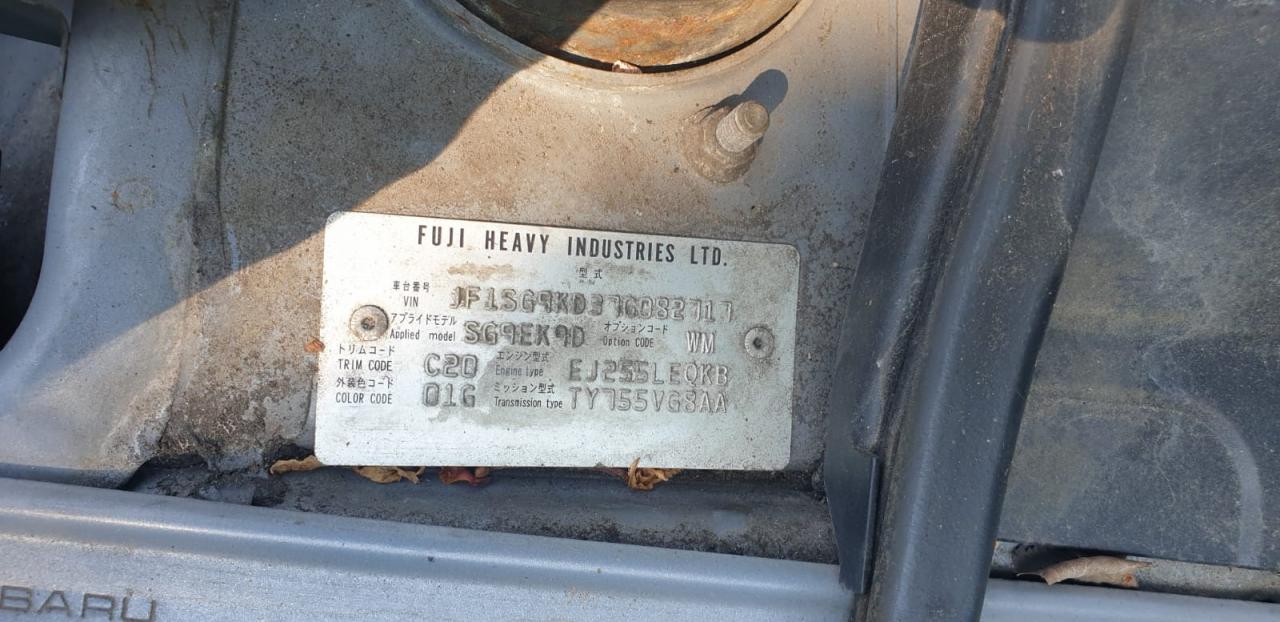 FUJI HEAVY INDUSTRIES LTD.
型式
車台番号
VIN JF1SG9KD37G082717
アプライドモデル オプションコード
Applied model SG9EK9D Option CODE WM
トリムコード エンジン型式
TRIM CODE C20 Engine type EJ255LEQKB
外装色コード ミッション型式
COLOR CODE 01G Transmission type TY755VG8AA
BARU